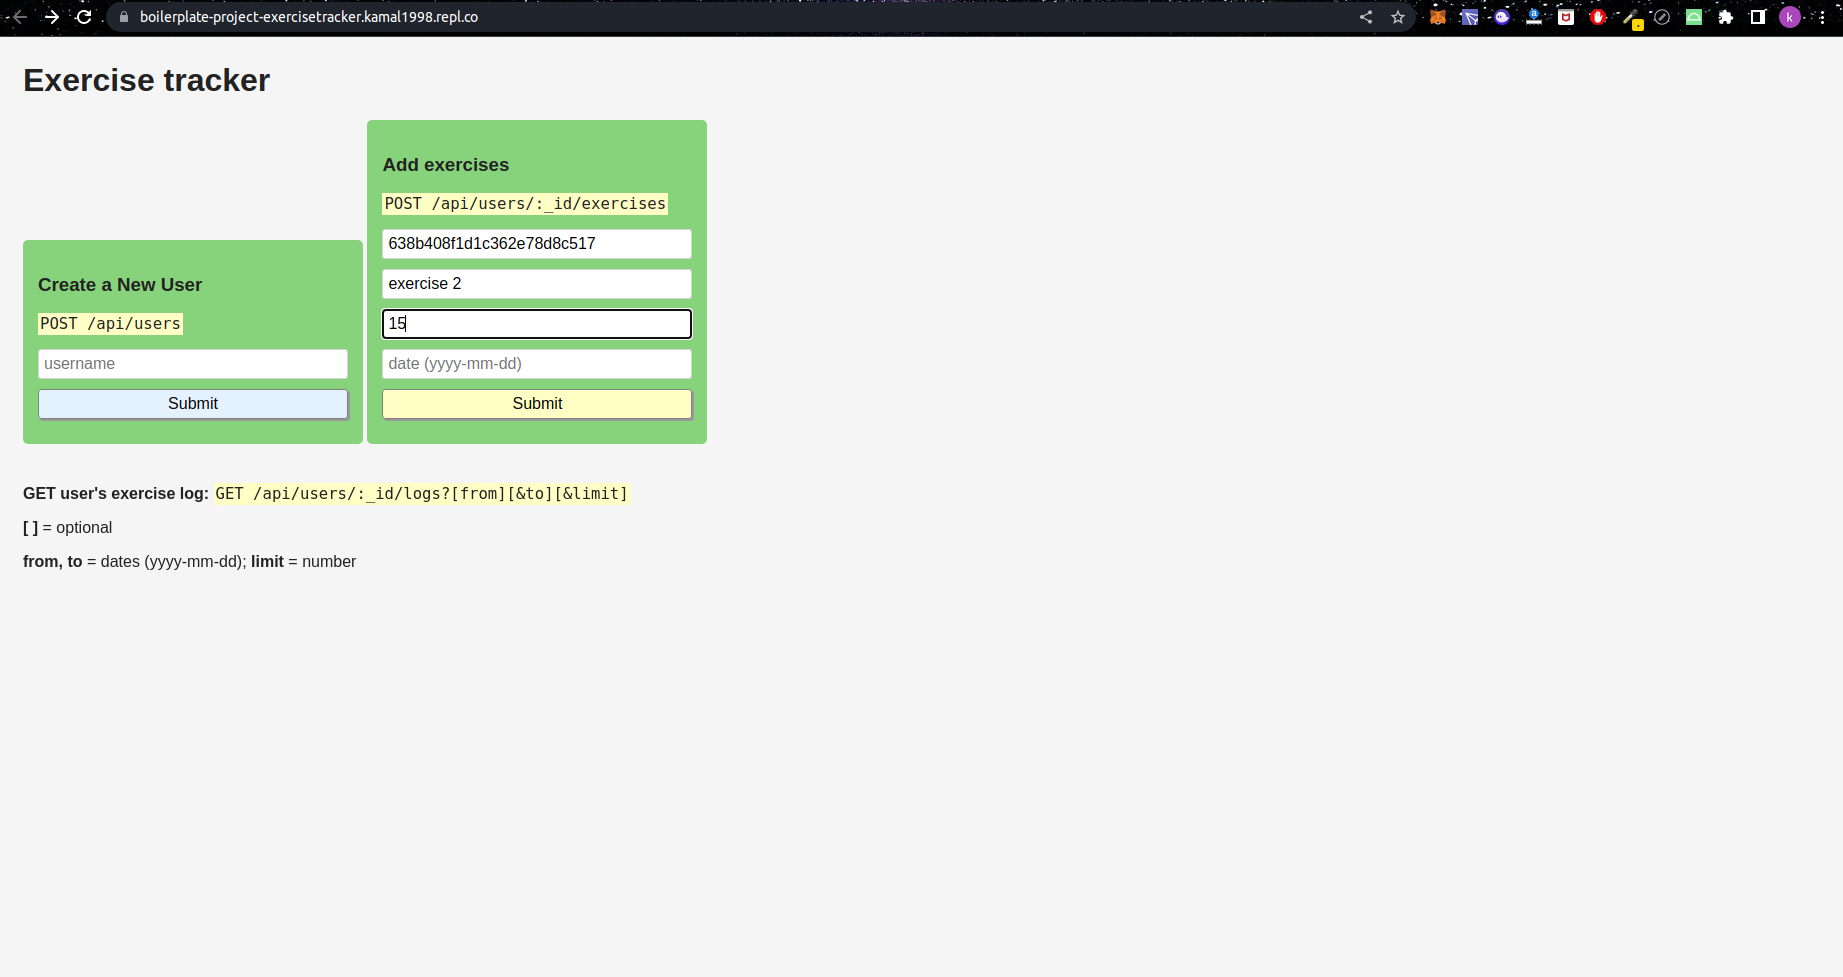 boilerplate-project-exercisetracker.kamal1998.repl.co
k
Exercise tracker
Create a New User
POST /api/users
username
Submit
Add exercises
POST /api/users/:_id/exercises
638b408f1d1c362e78d8c517
exercise 2
15
date (yyyy-mm-dd)
Submit
GET user's exercise log: GET /api/users/:_id/logs?[from][&to][&limit]
[ ] = optional
from, to = dates (yyyy-mm-dd); limit = number